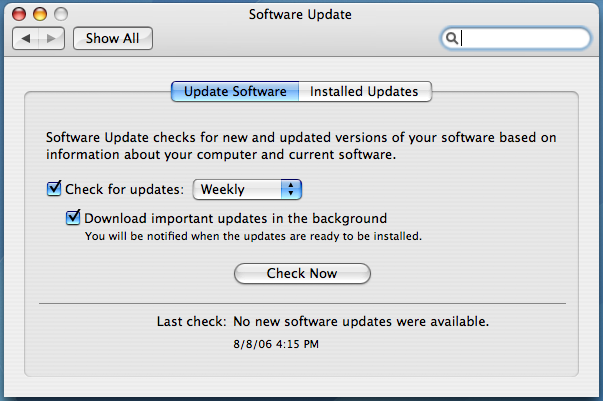 Software Update
Show All
Update Software
Installed Updates
Software Update checks for new and updated versions of your software based on
information about your computer and current software.
Check for updates: Weekly
Download important updates in the background
You will be notified when the updates are ready to be installed.
Check Now
Last check: No new software updates were available.
8/8/06 4:15 PM